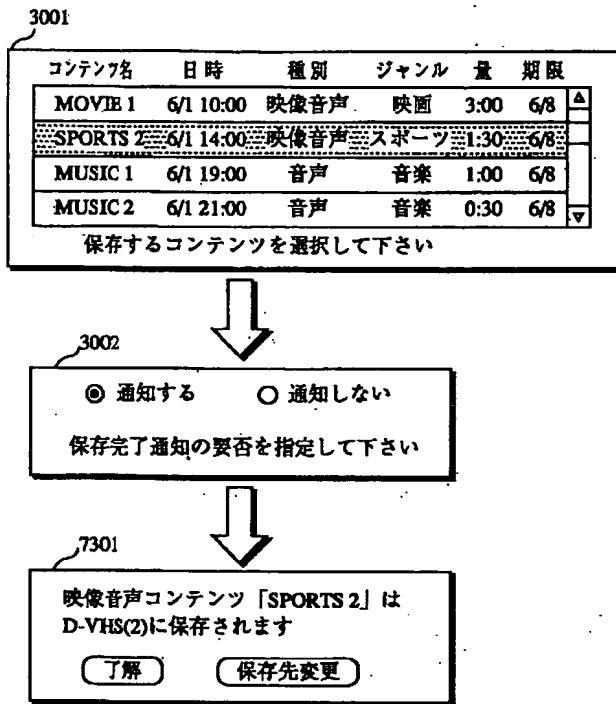 3001
コンテンツ名 日時 種別 ジャンル 量 期限
MOVIE 1 6/1 10:00 映像音声 映画 3:00 6/8
SPORTS 2 6/1 14:00 映像音声 スポーツ 1:30 6/8
MUSIC 1 6/1 19:00 音声 音楽 1:00 6/8
MUSIC 2 6/1 21:00 音声 音楽 0:30 6/8
保存するコンテンツを選択して下さい
3002
通知する 通知しない
保存完了通知の要否を指定して下さい
7301
映像音声コンテンツ「SPORTS 2」は
D-VHS(2)に保存されます
了解 保存先変更